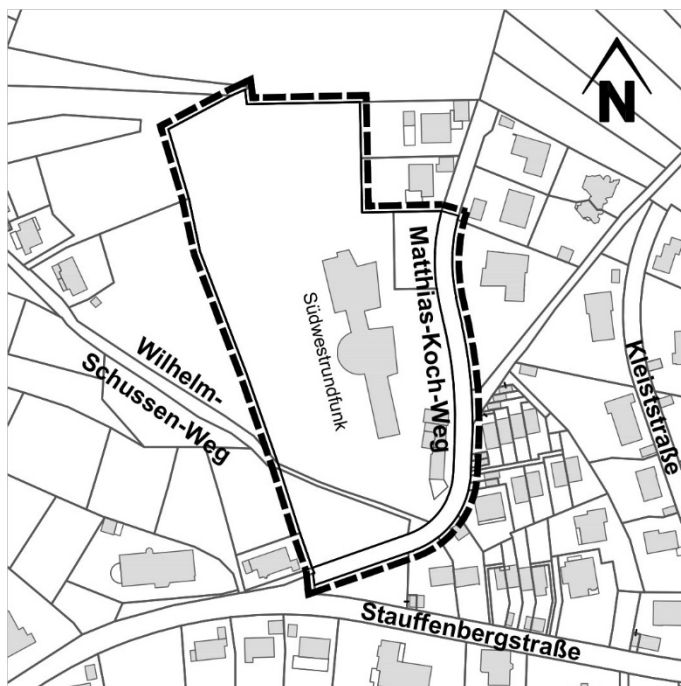 N
Matthias-Koch-Weg
Südwestrundfunk
Wilhelm-
Schussen-Weg
Kleiststraße
Stauffenbergstraße